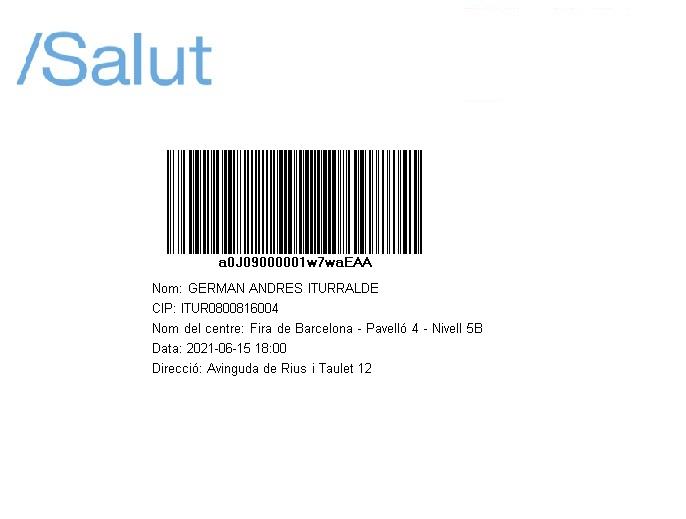 /Salut
a0J09000001w7waEAA
Nom: GERMAN ANDRES ITURRALDE
CIP: ITUR0800816004
Nom del centre: Fira de Barcelona - Pavelló 4 - Nivell 5B
Data: 2021-06-15 18:00
Direcció: Avinguda de Rius i Taulet 12